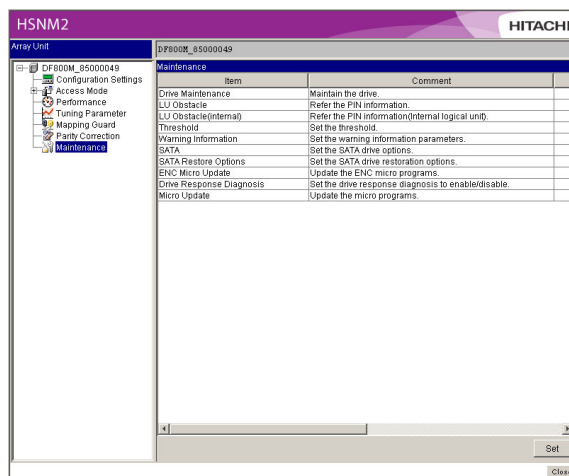 HSNM2
HITACHI
Array Unit
DF800M_85000049
DF800M_85000049
Configuration Settings
Access Mode
Performance
Tuning Parameter
Mapping Guard
Parity Correction
Maintenance
Maintenance
Item Comment
Drive Maintenance Maintain the drive.
LU Obstacle Refer the PIN information.
LU Obstacle(internal) Refer the PIN information(Internal logical unit).
Threshold Set the threshold.
Warning Information Set the warning information parameters.
SATA Set the SATA drive options.
SATA Restore Options Set the SATA drive restoration options.
ENC Micro Update Update the ENC micro programs.
Drive Response Diagnosis Set the drive response diagnosis to enable/disable.
Micro Update Update the micro programs.
Set
Close